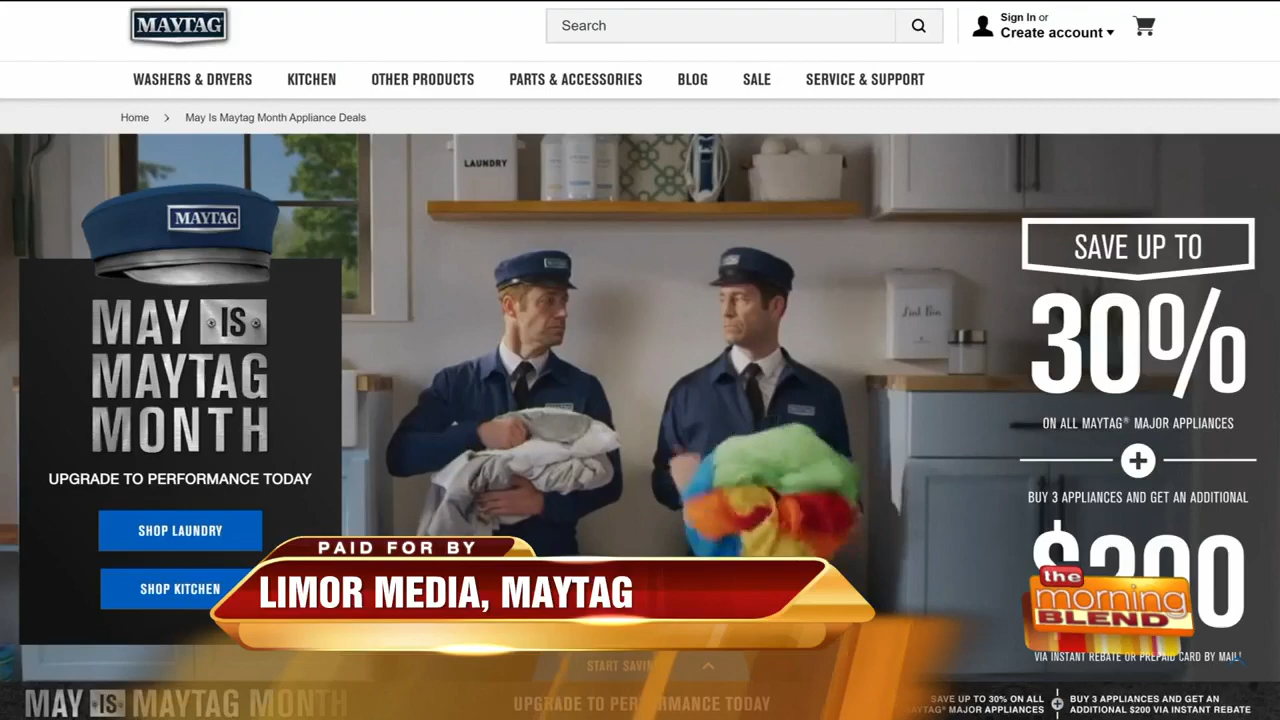 MAYTAG
Search
Sign In or
Create account
WASHERS & DRYERS
KITCHEN
OTHER PRODUCTS
PARTS & ACCESSORIES
BLOG
SALE
SERVICE & SUPPORT
Home > May Is Maytag Month Appliance Deals
LAUNDRY
MAYTAG
MAY IS
MAYTAG
MONTH
UPGRADE TO PERFORMANCE TODAY
SHOP LAUNDRY
SHOP KITCHEN
SAVE UP TO
30%
ON ALL MAYTAG® MAJOR APPLIANCES
+
BUY 3 APPLIANCES AND GET AN ADDITIONAL
$200
VIA INSTANT REBATE OR PREPAID CARD BY MAIL
PAID FOR BY
LIMOR MEDIA, MAYTAG
the
morning
BLEND
START SAVIN
MAY IS MAYTAG MONTH
UPGRADE TO PERFORMANCE TODAY
SAVE UP TO 30% ON ALL
MAYTAG® MAJOR APPLIANCES
+
BUY 3 APPLIANCES AND GET AN
ADDITIONAL $200 VIA INSTANT REBATE